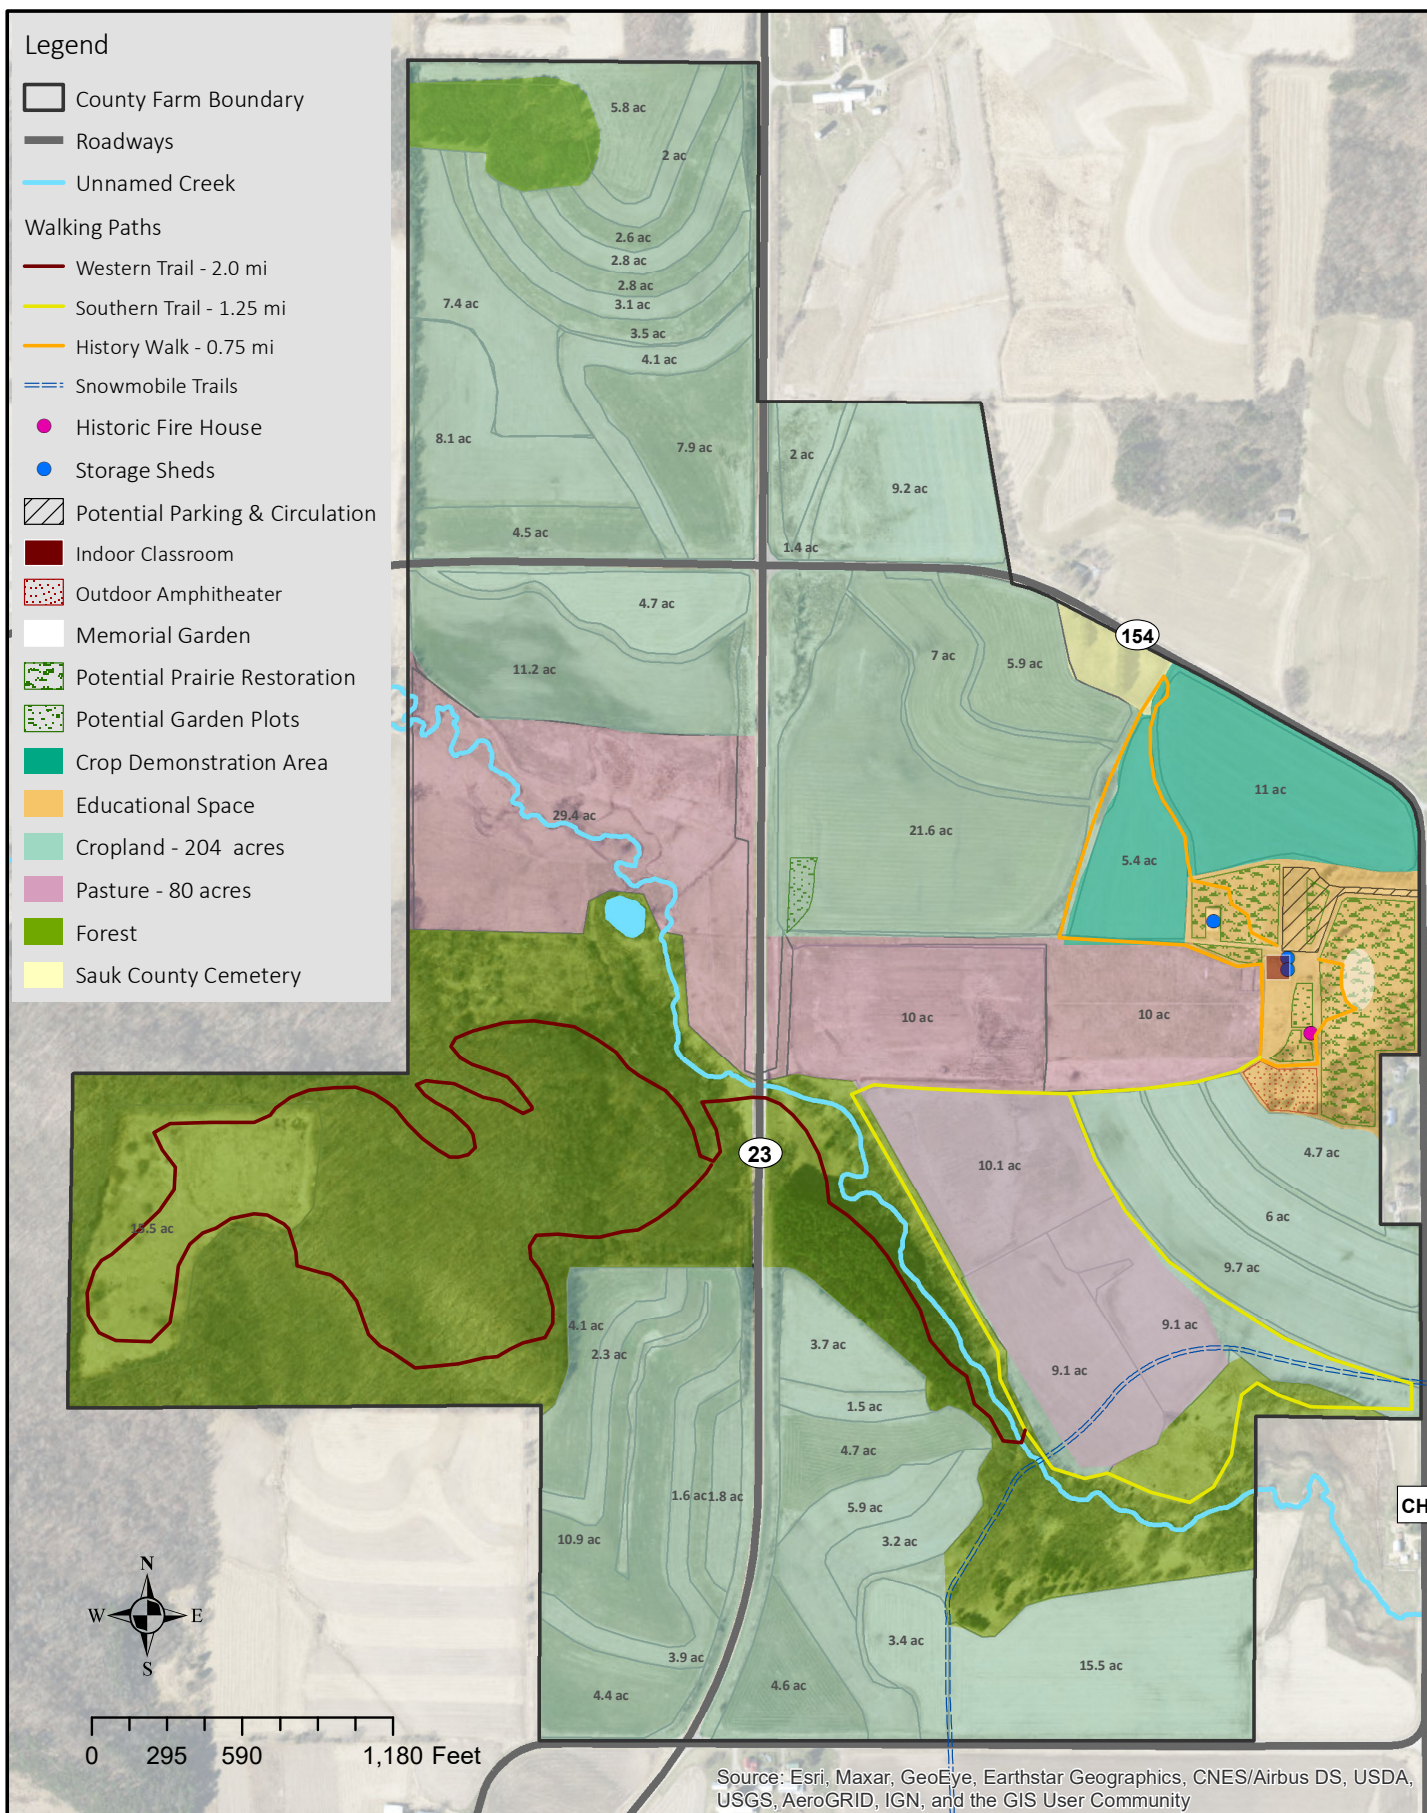 Legend
County Farm Boundary
Roadways
Unnamed Creek
Walking Paths
Western Trail - 2.0 mi
Southern Trail - 1.25 mi
History Walk - 0.75 mi
Snowmobile Trails
Historic Fire House
Storage Sheds
Potential Parking & Circulation
Indoor Classroom
Outdoor Amphitheater
Memorial Garden
Potential Prairie Restoration
Potential Garden Plots
Crop Demonstration Area
Educational Space
Cropland - 204 acres
Pasture - 80 acres
Forest
Sauk County Cemetery
5.8 ac
2 ac
2.6 ac
2.8 ac
2.8 ac
7.4 ac
3.1 ac
3.5 ac
4.1 ac
8.1 ac
7.9 ac
2 ac
9.2 ac
4.5 ac
1.4 ac
4.7 ac
154
7 ac
5.9 ac
11.2 ac
11 ac
29.4 ac
21.6 ac
5.4 ac
10 ac
10 ac
23
10.1 ac
4.7 ac
15.5 ac
6 ac
9.7 ac
4.1 ac
9.1 ac
2.3 ac
3.7 ac
9.1 ac
1.5 ac
4.7 ac
1.6 ac
1.8 ac
5.9 ac
CH
10.9 ac
3.2 ac
3.4 ac
3.9 ac
15.5 ac
4.6 ac
4.4 ac
N
W E
S
0 295 590 1,180 Feet
Source: Esri, Maxar, GeoEye, Earthstar Geographics, CNES/Airbus DS, USDA,
USGS, AeroGRID, IGN, and the GIS User Community